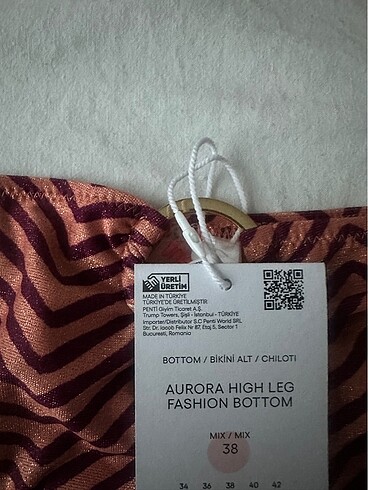 YERLİ
ÜRETİM
MADE IN TÜRKİYE
TÜRKİYE'DE ÜRETİLMİŞTİR
PENTİ Giyim Ticaret A.Ş.
Trump Towers, Şişli - İstanbul - TÜRKİYE
Importer/Distributor S.C Penti World SRL
Str. Dr. Iacob Felix Nr 87, Etaj 5, Sector 1
Bucuresti, Romania
BOTTOM / BİKİNİ ALT / CHILOTI
AURORA HIGH LEG
FASHION BOTTOM
MIX / MIX
38
34 36 38 40 42